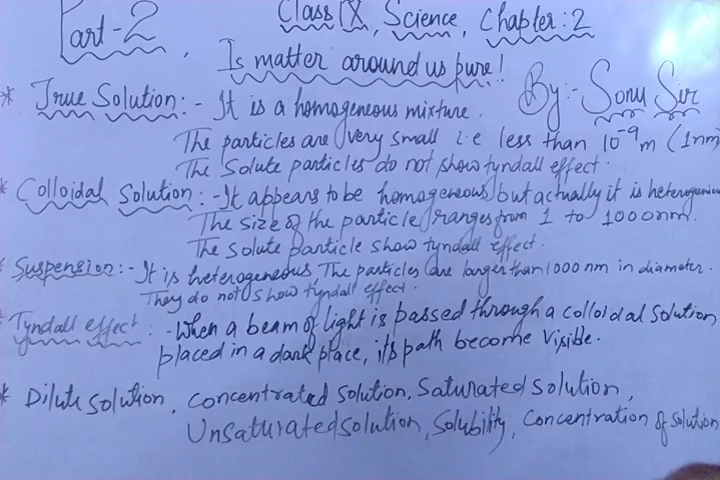 Part-2, Class IX, Science, Chapter:2
Is matter around us pure!
By:- Sonu Sir
* True Solution:- It is a homogeneous mixture.
The particles are very small i.e less than 10⁻⁹m (1nm
The Solute particles do not show tyndall effect.
* Colloidal Solution:- It appears to be homogeneous, but actually it is heterogenious
The size of the particle ranges from 1 to 1000nm.
The solute particle show tyndall effect.
* Suspension:- It is heterogeneous The particles are larger than 1000 nm in diameter.
They do not show tyndall effect.
* Tyndall effect:- When a beam of light is passed through a colloidal solution
placed in a dark place, its path become visible.
* Dilute solution, concentrated solution, Saturated solution,
Unsaturated solution, Solubility, Concentration of solution